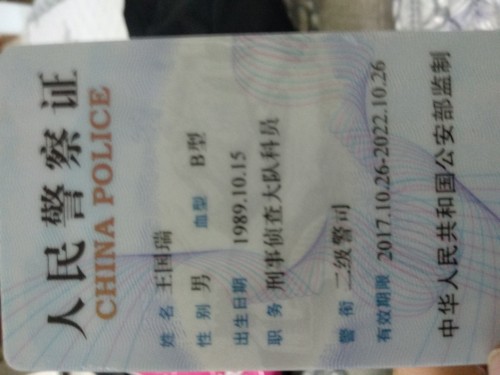 人民警察证
CHINA POLICE
姓名 王国瑞
性别 男 血型 B型
出生日期 1989.10.15
职务 刑事侦查大队科员
警衔 二级警司
有效期限 2017.10.26-2022.10.26
中华人民共和国公安部监制